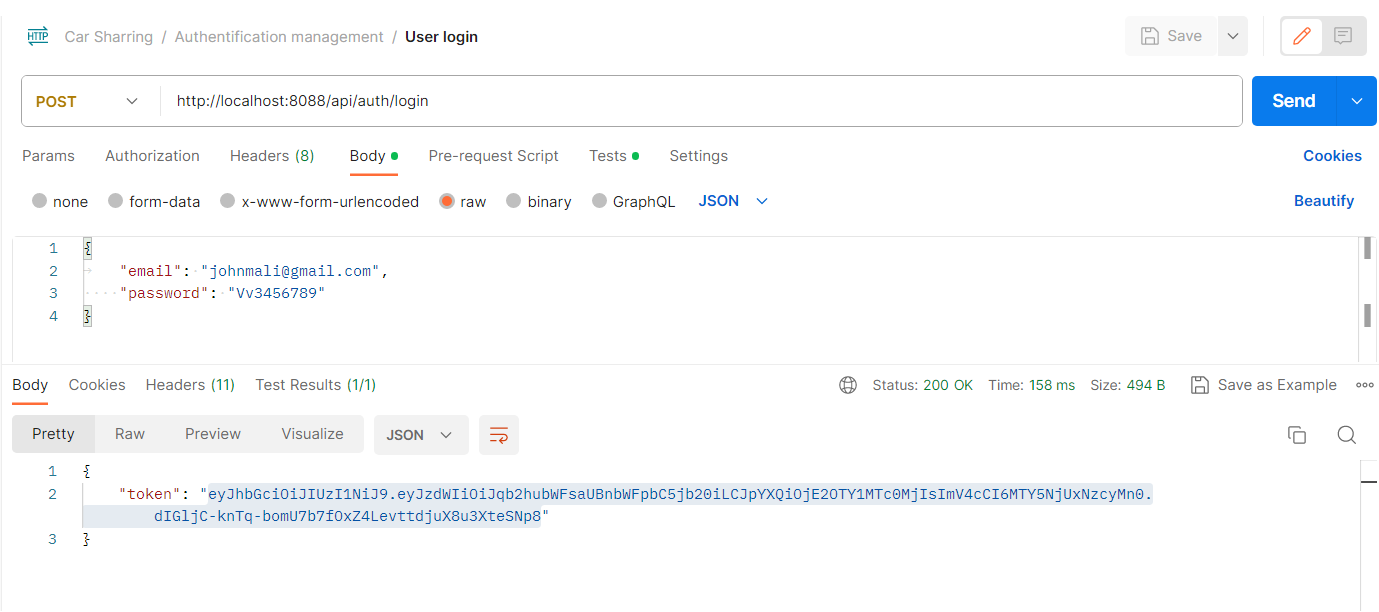 HTTP Car Sharring / Authentification management / User login Save
POST http://localhost:8088/api/auth/login Send
Params Authorization Headers (8) Body Pre-request Script Tests Settings Cookies
none form-data x-www-form-urlencoded raw binary GraphQL JSON Beautify
1 {
2 "email": "johnmali@gmail.com",
3 "password": "Vv3456789"
4 }
Body Cookies Headers (11) Test Results (1/1) Status: 200 OK Time: 158 ms Size: 494 B Save as Example
Pretty Raw Preview Visualize JSON
1 {
2 "token": "eyJhbGciOiJIUzI1NiJ9.eyJzdWIiOiJqb2hubWFsaUBnbWFpbC5jb20iLCJpYXQiOjE2OTY1MTc0MjIsImV4cCI6MTY5NjUxNzcyMn0.
dIGljC-knTq-bomU7b7fOxZ4LevttdjuX8u3XteSNp8"
3 }